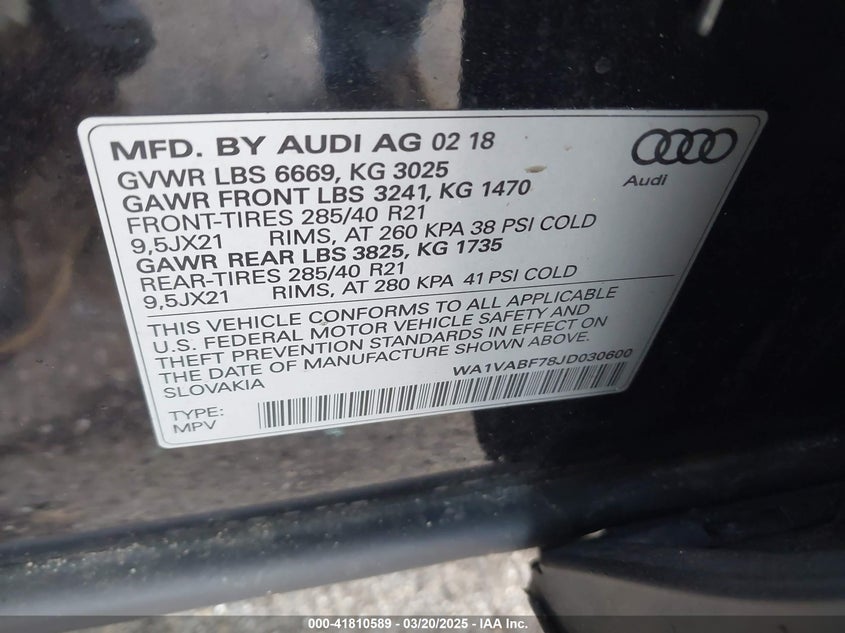 MFD. BY AUDI AG 02 18
GVWR LBS 6669, KG 3025
GAWR FRONT LBS 3241, KG 1470
FRONT-TIRES 285/40 R21
9,5JX21 RIMS, AT 260 KPA 38 PSI COLD
GAWR REAR LBS 3825, KG 1735
REAR-TIRES 285/40 R21
9,5JX21 RIMS, AT 280 KPA 41 PSI COLD
Audi
THIS VEHICLE CONFORMS TO ALL APPLICABLE
U.S. FEDERAL MOTOR VEHICLE SAFETY AND
THEFT PREVENTION STANDARDS IN EFFECT ON
THE DATE OF MANUFACTURE SHOWN ABOVE.
SLOVAKIA
WA1VABF78JD030600
TYPE:
MPV
000-41810589 - 03/20/2025 - IAA Inc.